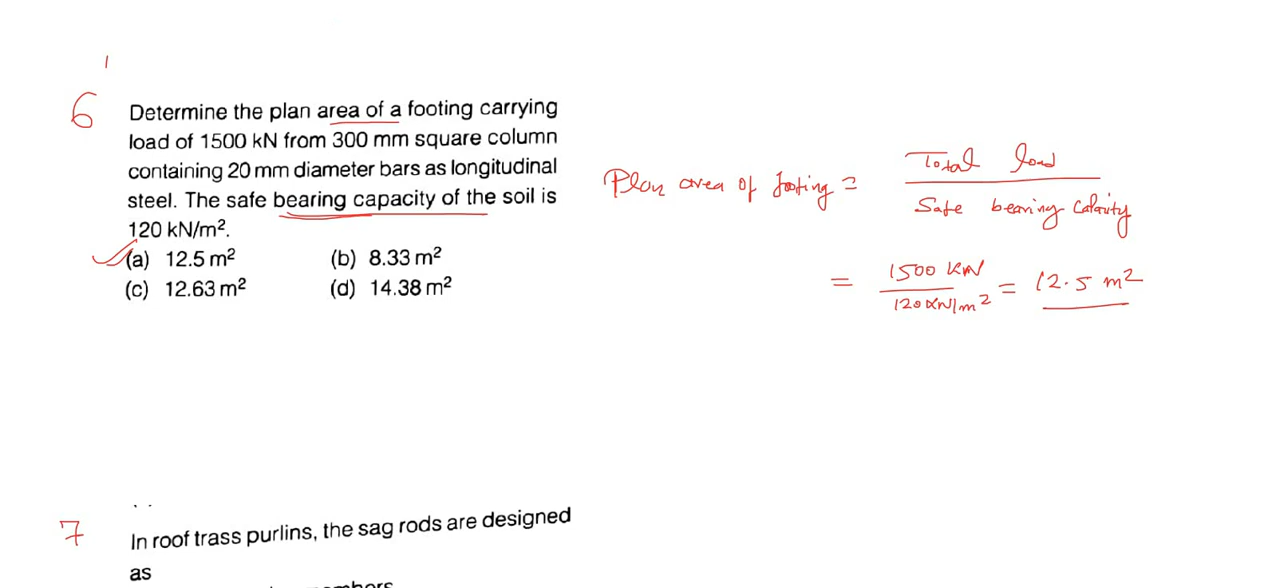 6
Determine the plan area of a footing carrying
load of 1500 kN from 300 mm square column
containing 20 mm diameter bars as longitudinal
steel. The safe bearing capacity of the soil is
120 kN/m².
(a) 12.5 m² (b) 8.33 m²
(c) 12.63 m² (d) 14.38 m²
Plan area of footing = Total load
Safe bearing
= 1500 KN = 12.5 m²
120 KN/m²
7
In roof trass purlins, the sag rods are designed
as